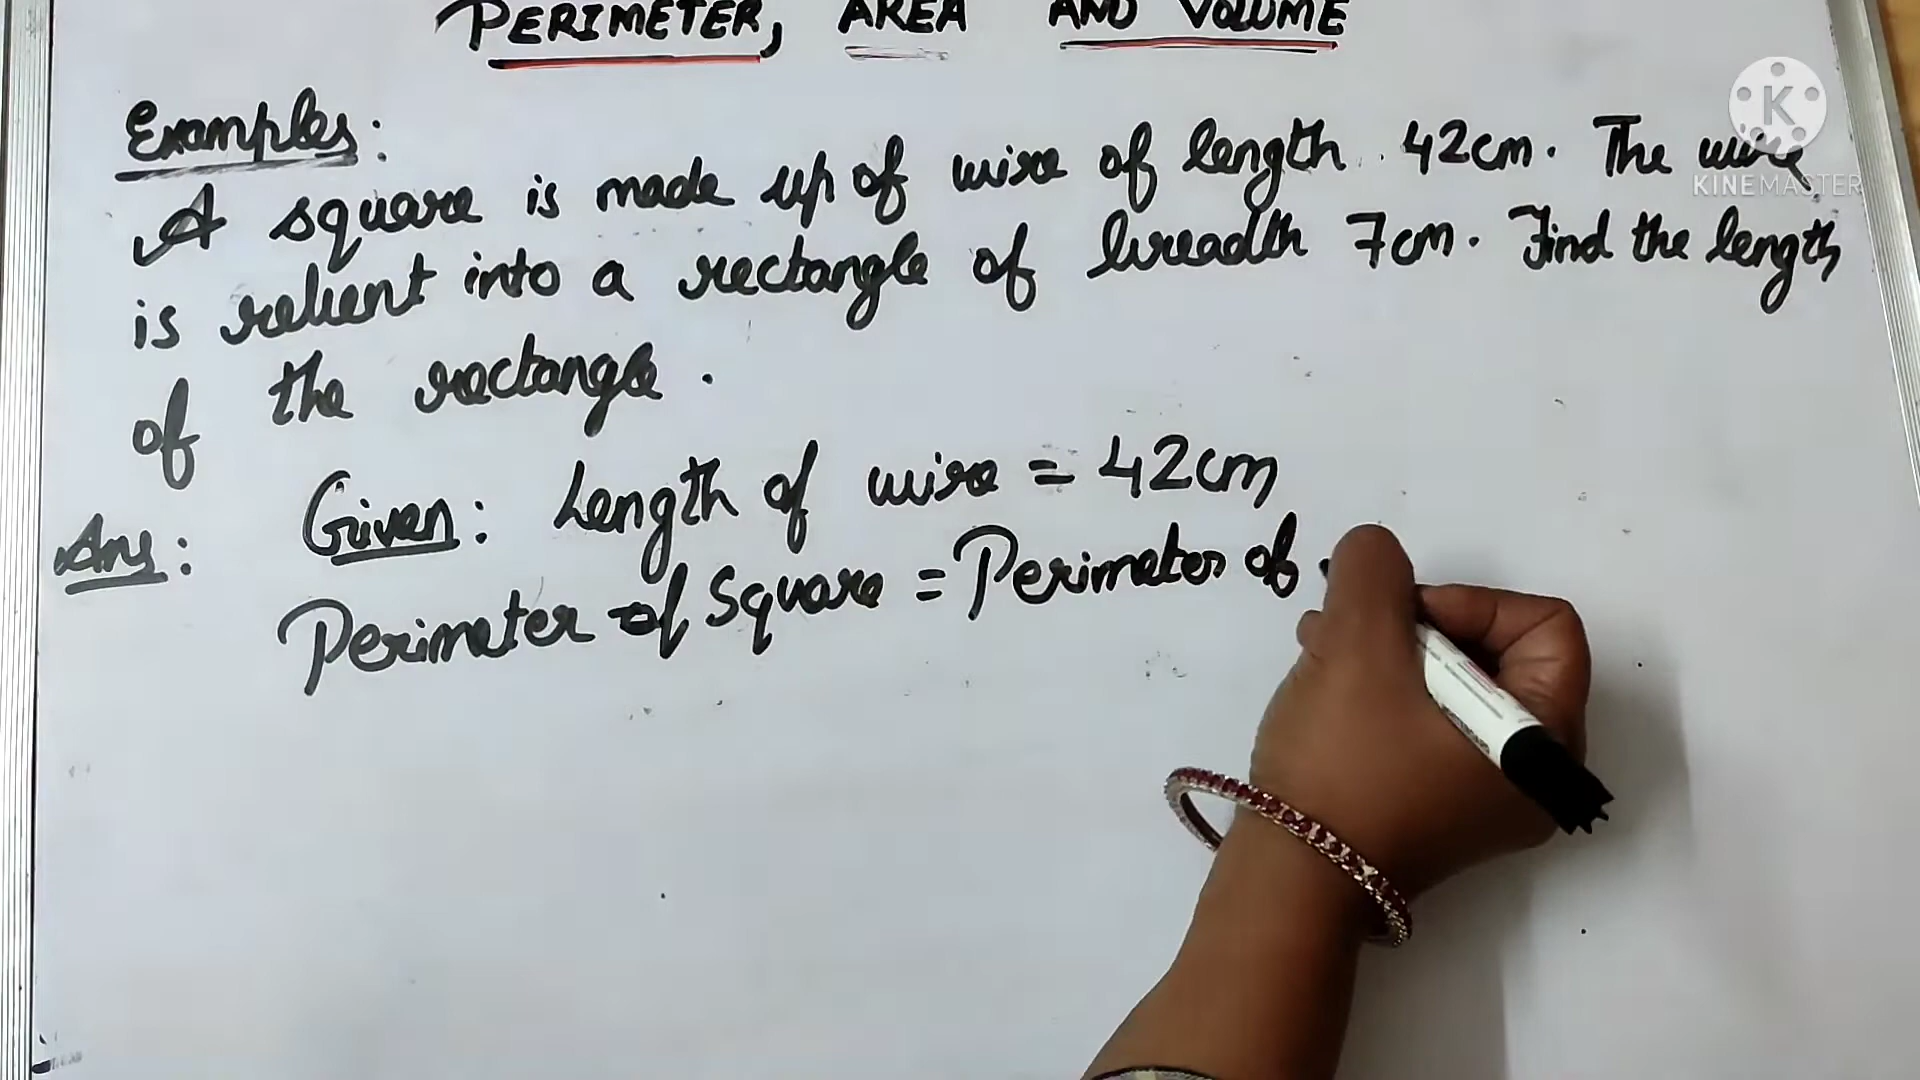 PERIMETER, AREA AND VOLUME
Examples:
A square is made up of wire of length 42cm. The wire
is rebent into a rectangle of breadth 7cm. Find the length
of the rectangle.
Ans: Given: Length of wire = 42cm
Perimeter of Square = Perimeter of
K
KINEMASTER